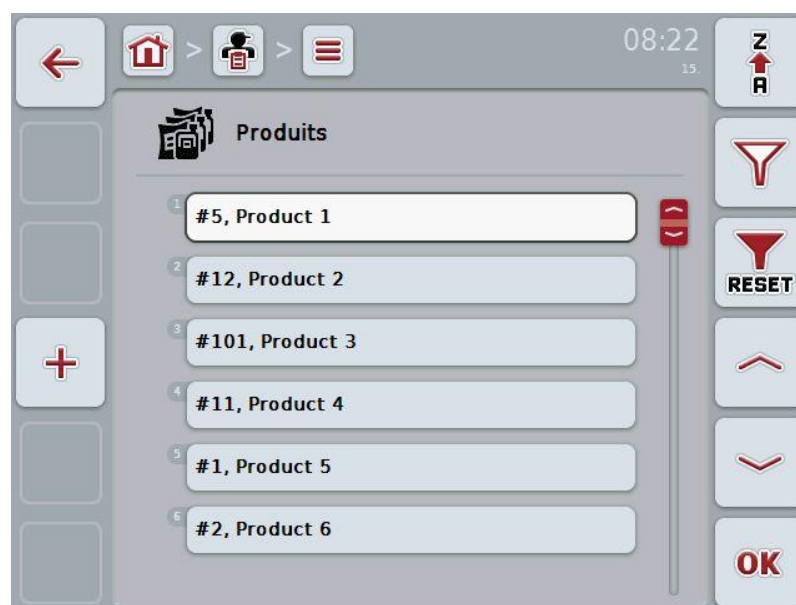 08:22
15.
Z
A
Produits
1
#5, Product 1
2
#12, Product 2
RESET
3
#101, Product 3
4
#11, Product 4
5
#1, Product 5
6
#2, Product 6
OK